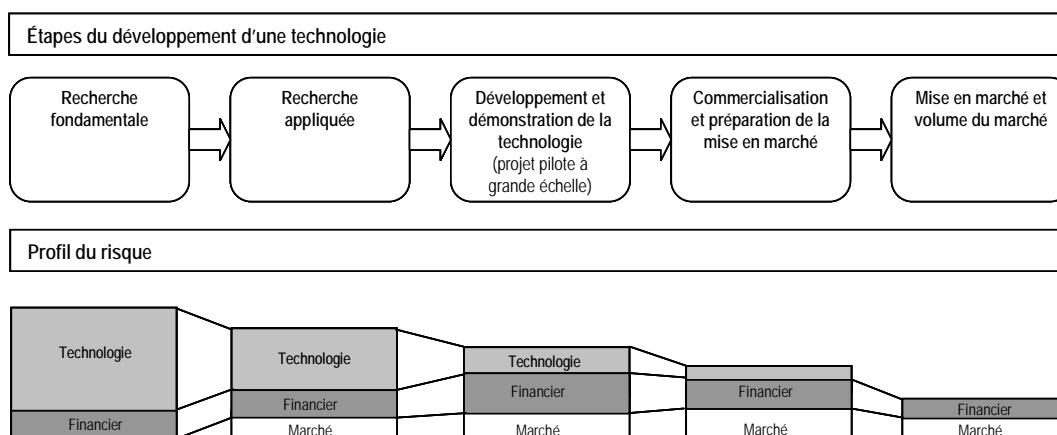 Étapes du développement d'une technologie
Recherche
fondamentale
Recherche
appliquée
Développement et
démonstration de la
technologie
(projet pilote à
grande échelle)
Commercialisation
et préparation de la
mise en marché
Mise en marché et
volume du marché
Profil du risque
Technologie
Technologie
Technologie
Financier
Financier
Financier
Financier
Financier
Marché
Marché
Marché
Marché